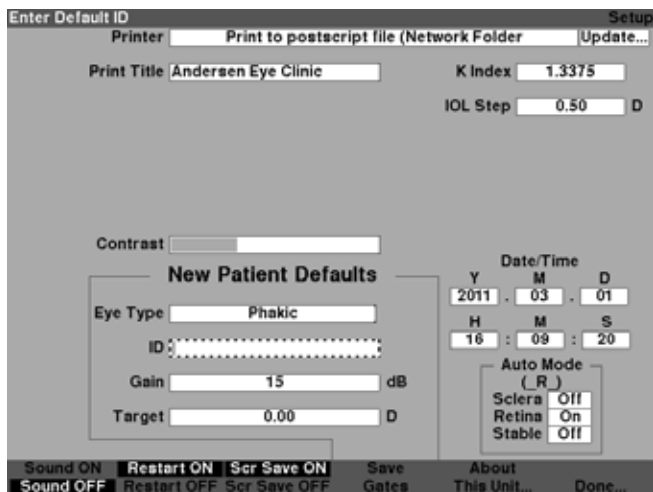 Enter Default ID Setup
Printer Print to postscript file (Network Folder Update...
Print Title Andersen Eye Clinic K Index 1.3375
IOL Step 0.50 D
Contrast
Date/Time
New Patient Defaults Y M D
2011 . 03 . 01
Eye Type Phakic H M S
ID 16 : 09 : 20
Gain 15 dB Auto Mode
(_R_)
Sclera Off
Target 0.00 D Retina On
Stable Off
Sound ON Restart ON Scr Save ON Save About
Sound OFF Restart OFF Scr Save OFF Gates This Unit... Done...